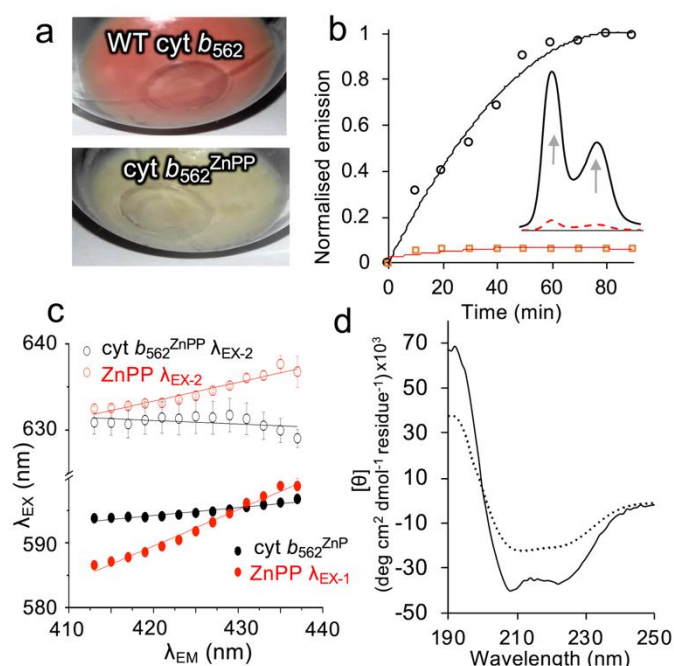 a
WT cyt b562
cyt b562ZnPP
b
Normalised emission
1
0.8
0.6
0.4
0.2
0
0 20 40 60 80
Time (min)
c
640
630
590
580
λEX (nm)
cyt b562ZnPP λEX-2
ZnPP λEX-2
cyt b562ZnP
ZnPP λEX-1
410 420 430 440
λEM (nm)
d
[θ]
(deg cm2 dmol-1 residue-1) x103
70
50
30
10
-10
-30
-50
190 210 230 250
Wavelength (nm)